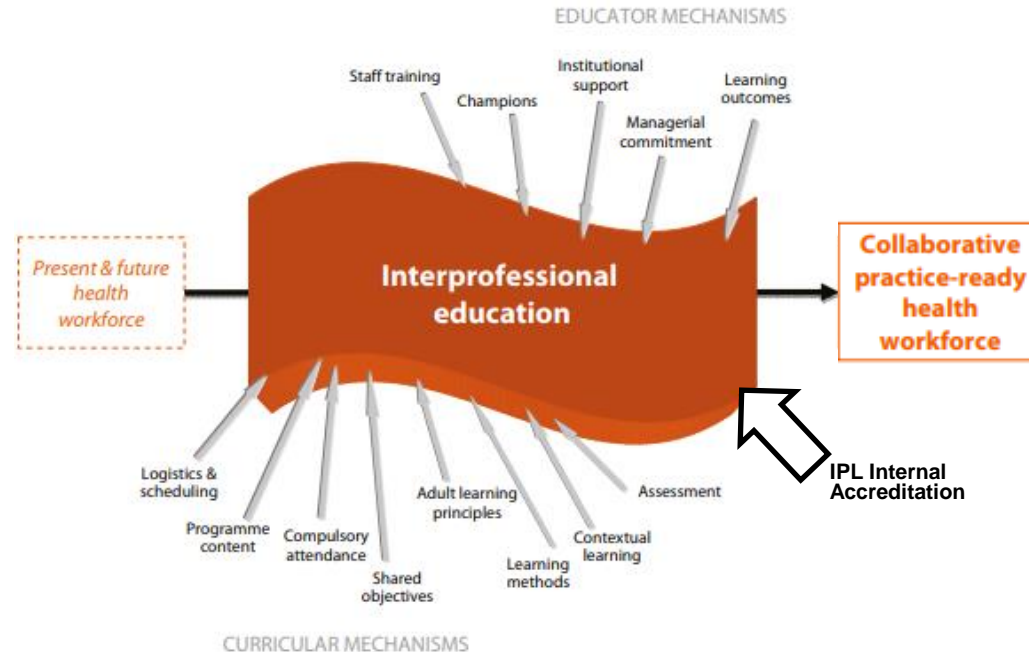 EDUCATOR MECHANISMS
Staff training
Champions
Institutional
support
Managerial
commitment
Learning
outcomes
Present & future
health
workforce
Interprofessional
education
Collaborative
practice-ready
health
workforce
Logistics &
scheduling
Programme
content
Compulsory
attendance
Shared
objectives
Adult learning
principles
Learning
methods
Contextual
learning
Assessment
IPL Internal
Accreditation
CURRICULAR MECHANISMS